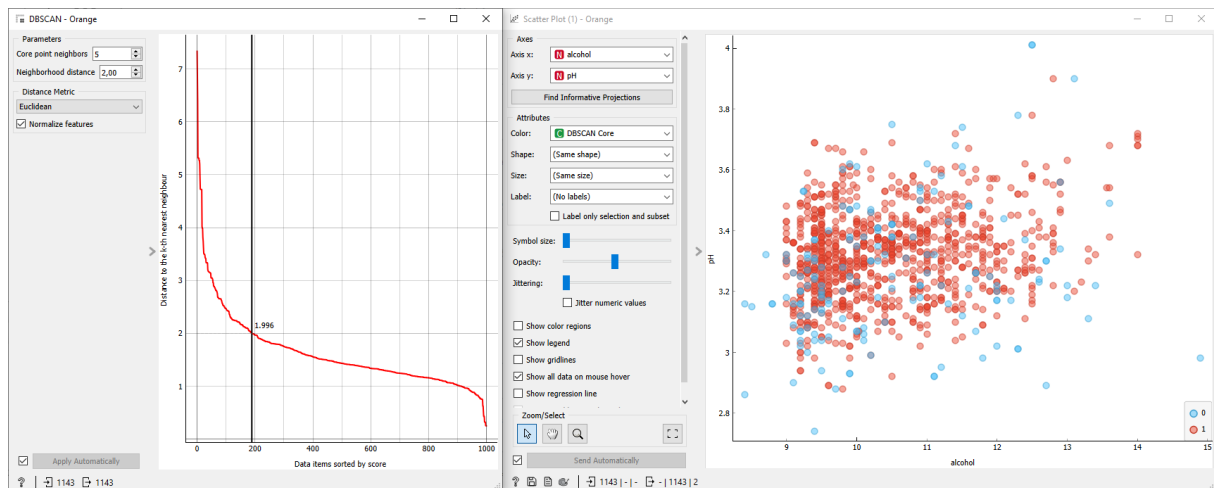 DBSCAN - Orange
Parameters
Core point neighbors 5
Neighborhood distance 2,00
Distance Metric
Euclidean
Normalize features
Apply Automatically
1143 1143
Distance to the k-th nearest neighbour
7
6
5
4
3
2
1
1.996
0 200 400 600 800 1000
Data items sorted by score
Scatter Plot (1) - Orange
Axes
Axis x: N alcohol
Axis y: N pH
Find Informative Projections
Attributes
Color: C DBSCAN Core
Shape: (Same shape)
Size: (Same size)
Label: (No labels)
Label only selection and subset
Symbol size:
Opacity:
Jittering:
Jitter numeric values
Show color regions
Show legend
Show gridlines
Show all data on mouse hover
Show regression line
Zoom/Select
Send Automatically
1143 | - | - - | 1143 | 2
pH
4
3.8
3.6
3.4
3.2
3
2.8
0
1
9 10 11 12 13 14 15
alcohol